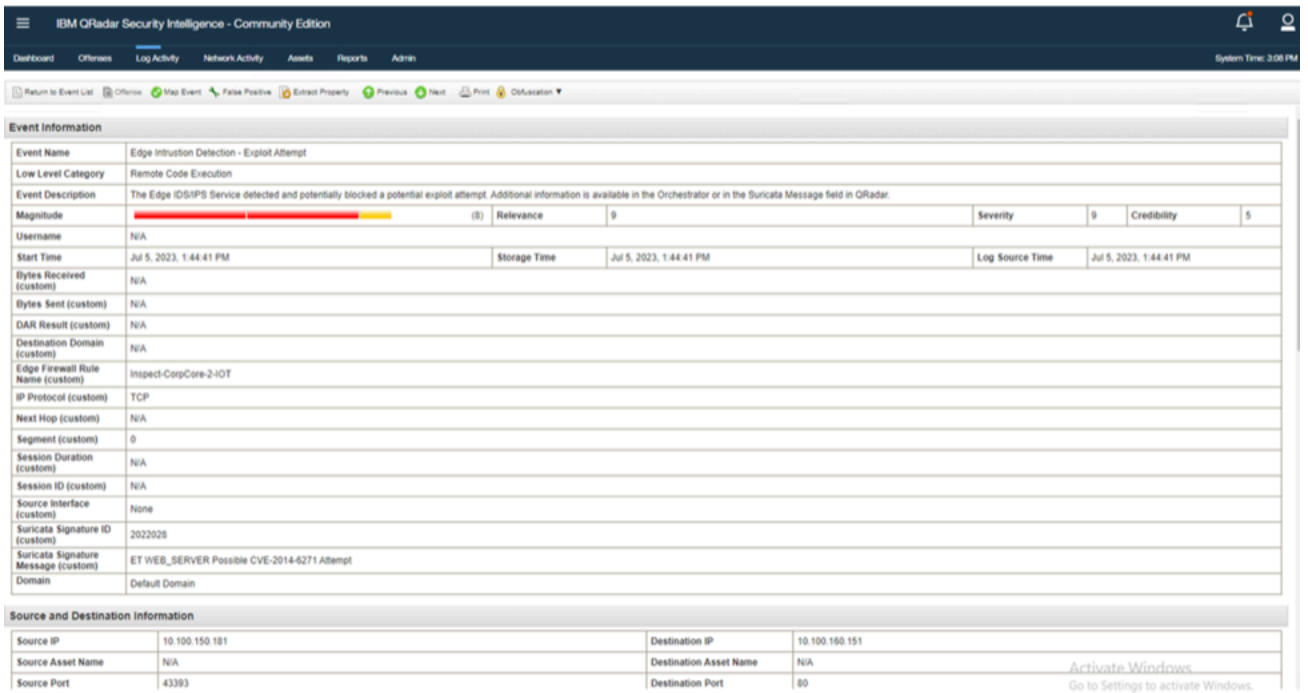 IBM QRadar Security Intelligence - Community Edition
Dashboard Offenses Log Activity Network Activity Assets Reports Admin System Time: 3:08 PM
Return to Event List Offense Map Event False Positive Extract Property Previous Next Print Obfuscation ▼
Event Information
Event Name Edge Intrustion Detection - Exploit Attempt
Low Level Category Remote Code Execution
Event Description The Edge IDS/IPS Service detected and potentially blocked a potential exploit attempt. Additional information is available in the Orchestrator or in the Suricata Message field in QRadar.
Magnitude (8) Relevance 9 Severity 9 Credibility 5
Username N/A
Start Time Jul 5, 2023, 1:44:41 PM Storage Time Jul 5, 2023, 1:44:41 PM Log Source Time Jul 5, 2023, 1:44:41 PM
Bytes Received
(custom) N/A
Bytes Sent (custom) N/A
DAR Result (custom) N/A
Destination Domain
(custom) N/A
Edge Firewall Rule
Name (custom) Inspect-CorpCore-2-IOT
IP Protocol (custom) TCP
Next Hop (custom) N/A
Segment (custom) 0
Session Duration
(custom) N/A
Session ID (custom) N/A
Source Interface
(custom) None
Suricata Signature ID
(custom) 2022028
Suricata Signature
Message (custom) ET WEB_SERVER Possible CVE-2014-6271 Attempt
Domain Default Domain
Source and Destination Information
Source IP 10.100.150.181 Destination IP 10.100.160.151
Source Asset Name N/A Destination Asset Name N/A
Source Port 43393 Destination Port 80
Activate Windows
Go to Settings to activate Windows.